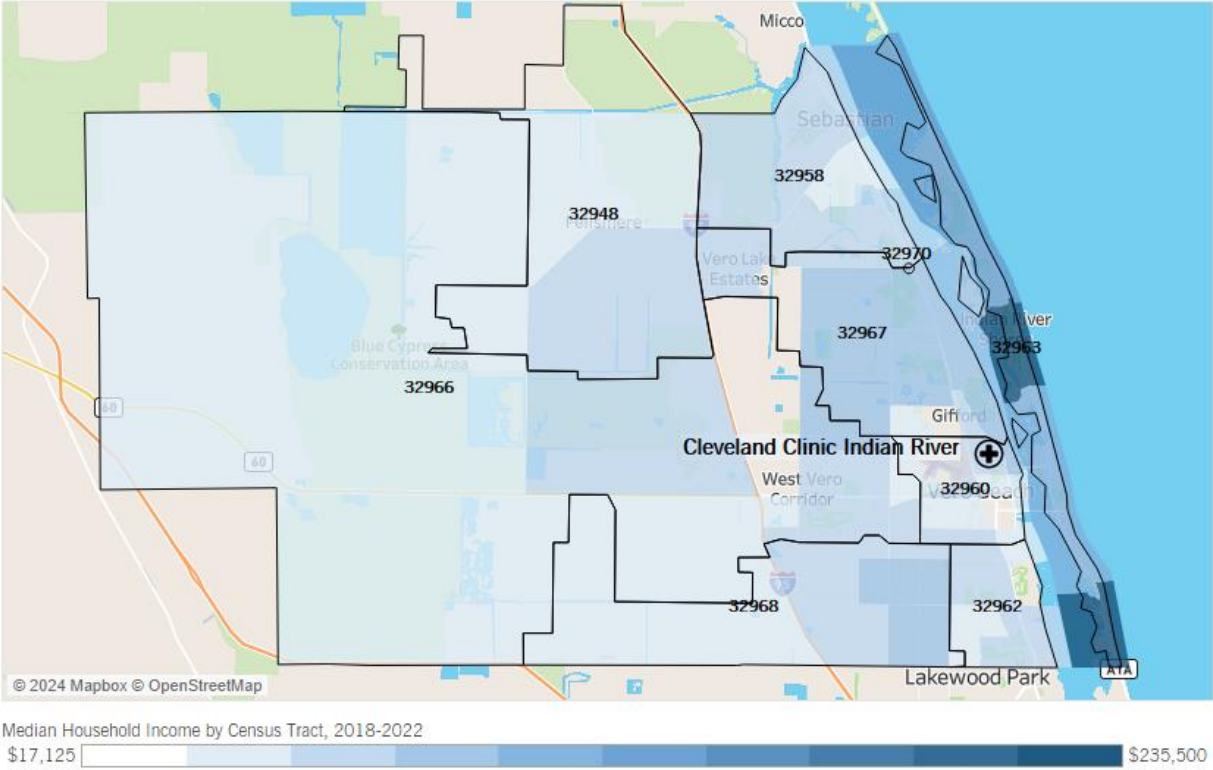 Micco
Sebastian
32958
32948
Fellsmere
32970
Vero Lake
Estates
Indian River
32967
32963
Blue Cypress
Conservation Area
32966
60
Gifford
Cleveland Clinic Indian River
60
West Vero
Corridor
32960
Vero Beach
32968
32962
Lakewood Park
A1A
© 2024 Mapbox © OpenStreetMap
Median Household Income by Census Tract, 2018-2022
$17,125
$235,500